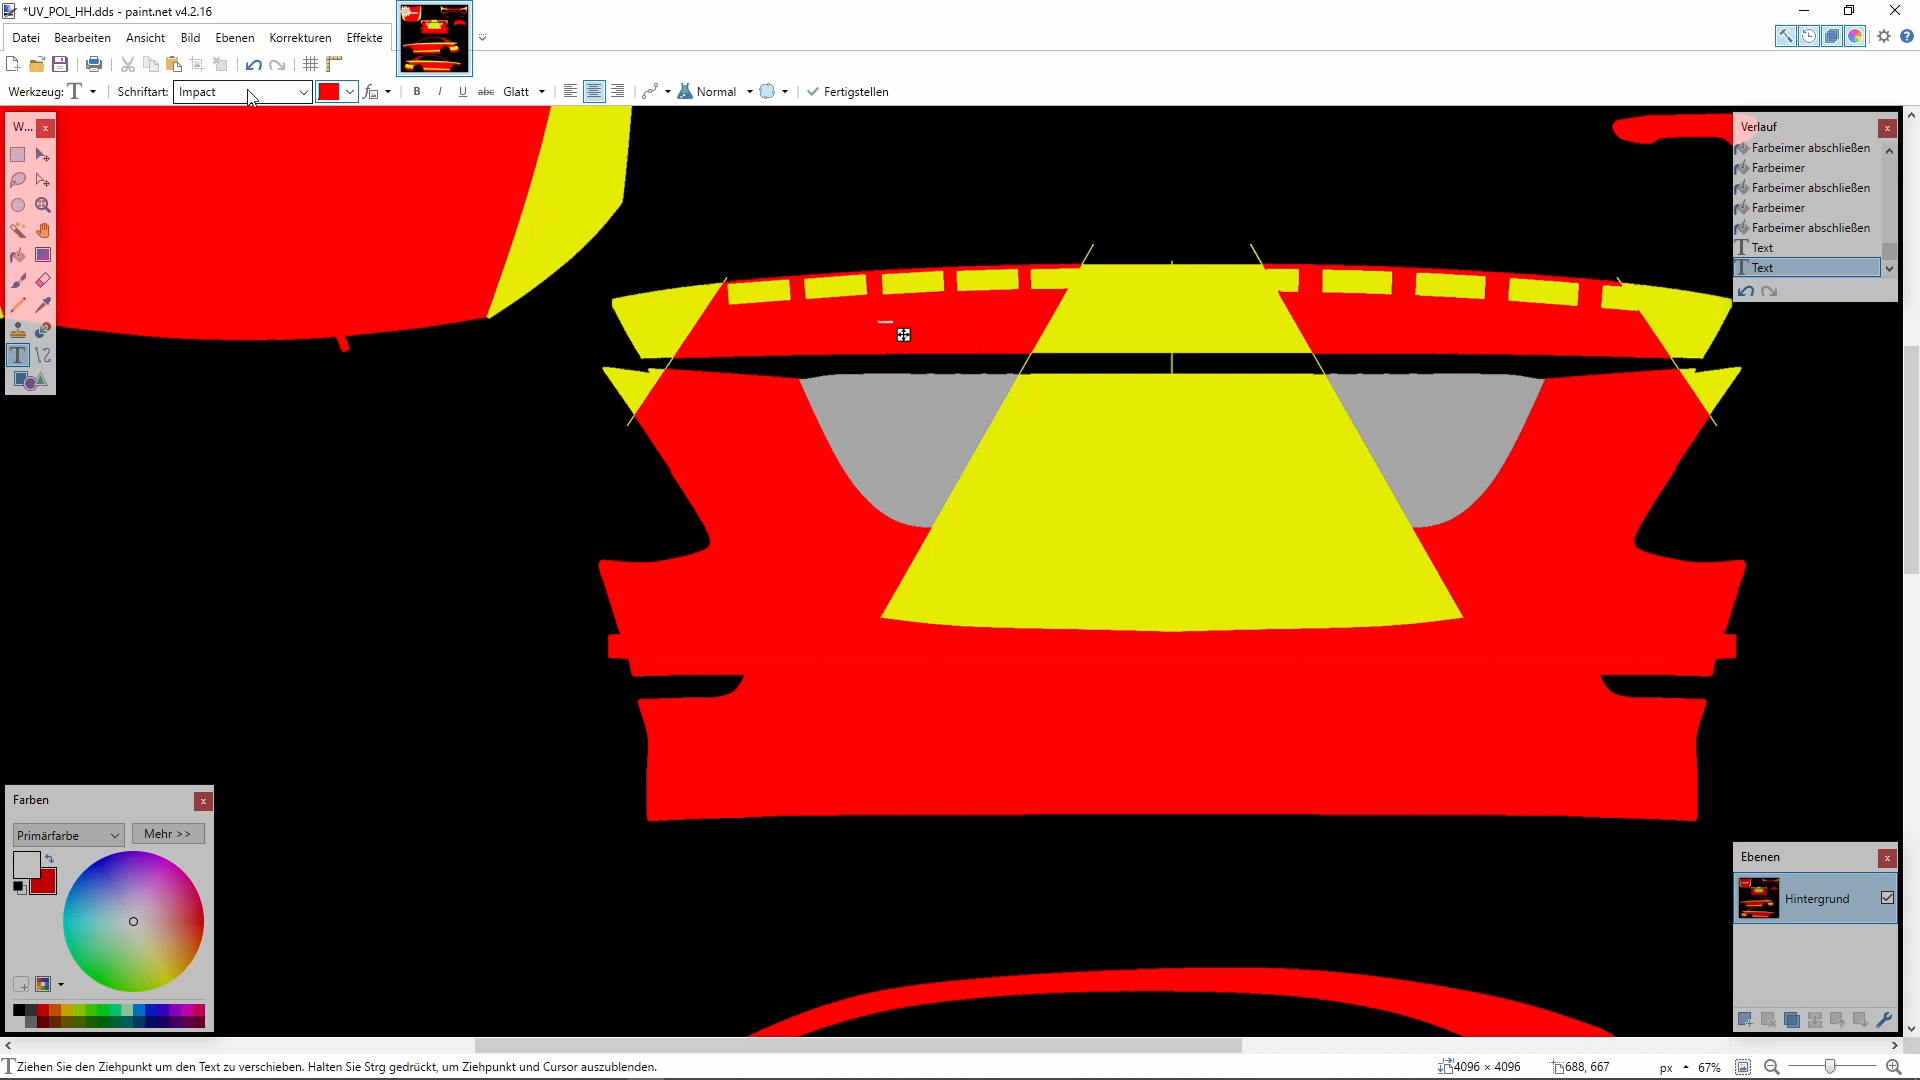 *UV_POL_HH.dds - paint.net v4.2.16
Datei Bearbeiten Ansicht Bild Ebenen Korrekturen Effekte
Werkzeug: T Schriftart: Impact B I U abc Glatt Normal Fertigstellen
W...
Verlauf
Farbeimer abschließen
Farbeimer
Farbeimer abschließen
Farbeimer
Farbeimer abschließen
Text
Text
Farben
Primärfarbe Mehr >>
Ebenen
Hintergrund
Ziehen Sie den Ziehpunkt um den Text zu verschieben. Halten Sie Strg gedrückt, um Ziehpunkt und Cursor auszublenden. 4096 × 4096 688, 667 px 67%